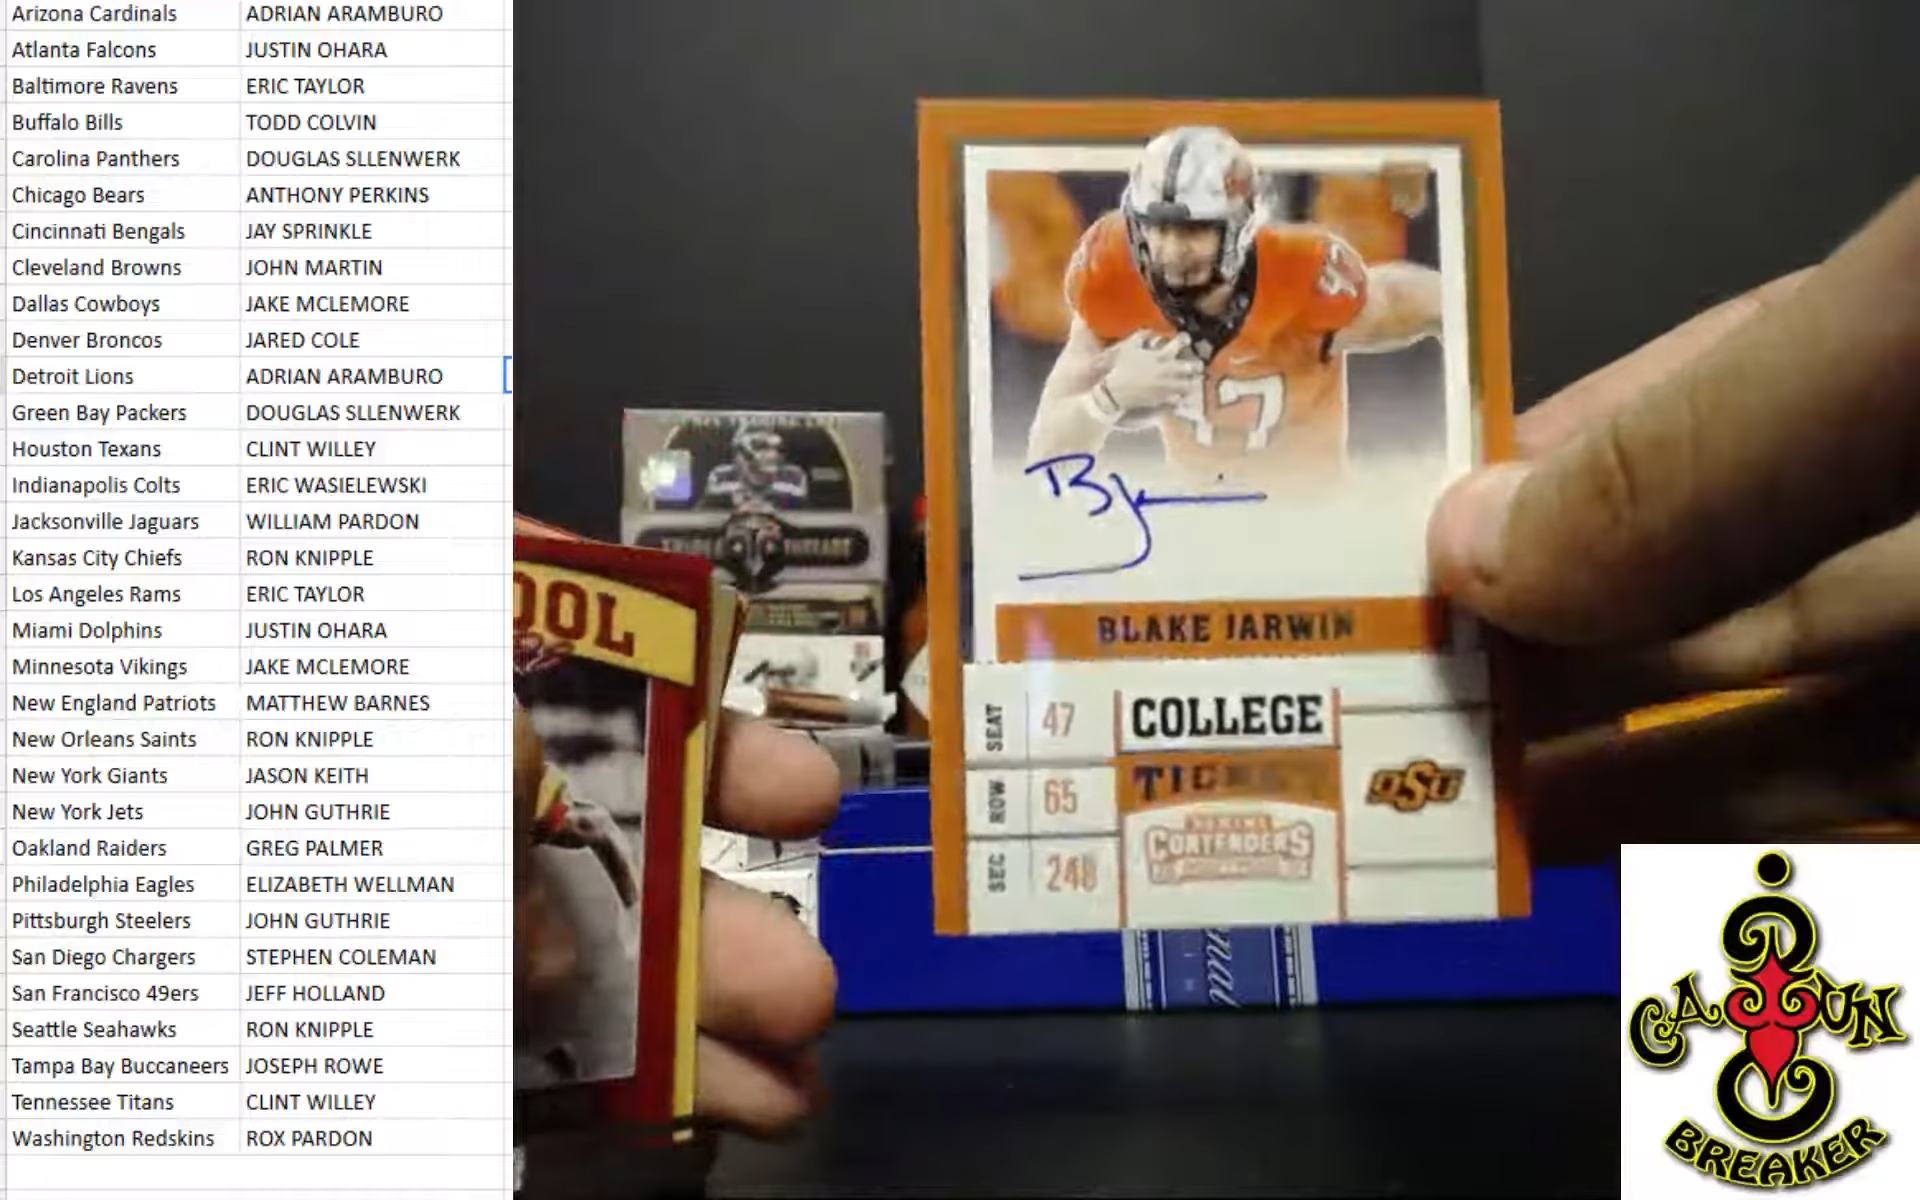 Arizona Cardinals ADRIAN ARAMBURO
Atlanta Falcons JUSTIN OHARA
Baltimore Ravens ERIC TAYLOR
Buffalo Bills TODD COLVIN
Carolina Panthers DOUGLAS SLLENWERK
Chicago Bears ANTHONY PERKINS
Cincinnati Bengals JAY SPRINKLE
Cleveland Browns JOHN MARTIN
Dallas Cowboys JAKE MCLEMORE
Denver Broncos JARED COLE
Detroit Lions ADRIAN ARAMBURO
Green Bay Packers DOUGLAS SLLENWERK
Houston Texans CLINT WILLEY
Indianapolis Colts ERIC WASIELEWSKI
Jacksonville Jaguars WILLIAM PARDON
Kansas City Chiefs RON KNIPPLE
Los Angeles Rams ERIC TAYLOR
Miami Dolphins JUSTIN OHARA
Minnesota Vikings JAKE MCLEMORE
New England Patriots MATTHEW BARNES
New Orleans Saints RON KNIPPLE
New York Giants JASON KEITH
New York Jets JOHN GUTHRIE
Oakland Raiders GREG PALMER
Philadelphia Eagles ELIZABETH WELLMAN
Pittsburgh Steelers JOHN GUTHRIE
San Diego Chargers STEPHEN COLEMAN
San Francisco 49ers JEFF HOLLAND
Seattle Seahawks RON KNIPPLE
Tampa Bay Buccaneers JOSEPH ROWE
Tennessee Titans CLINT WILLEY
Washington Redskins ROX PARDON
47
47
BLAKE JARWIN
SEAT 47
ROW 65
SEC 248
COLLEGE
TICKET
PANINI
CONTENDERS
OSU
OOL
CAJUN
BREAKER